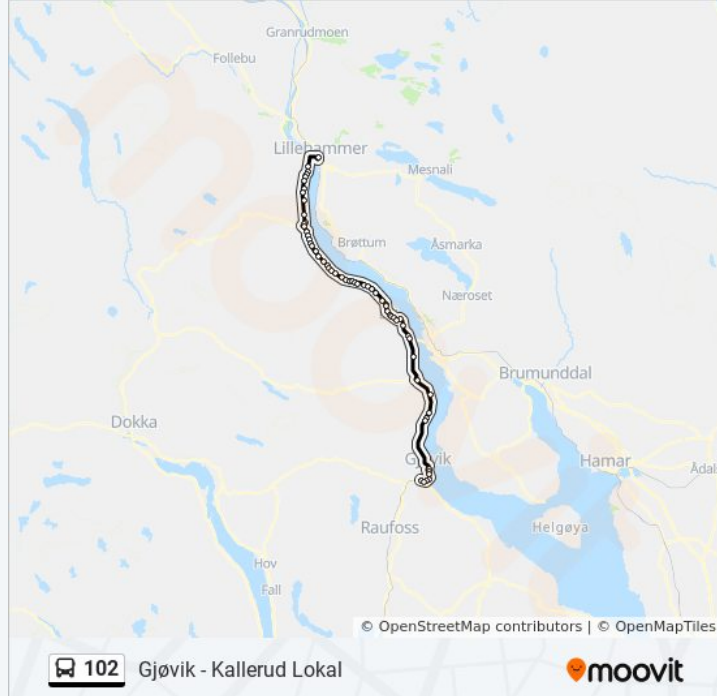 Granrudmoen
Follebu
Lillehammer
Mesnali
Brøttum
Åsmarka
Næroset
Brumunddal
Dokka
Gjøvik
Hamar
Ådals
Raufoss
Helgøya
Hov
Fall
© OpenStreetMap contributors | © OpenMapTiles
102 Gjøvik - Kallerud Lokal
moovit